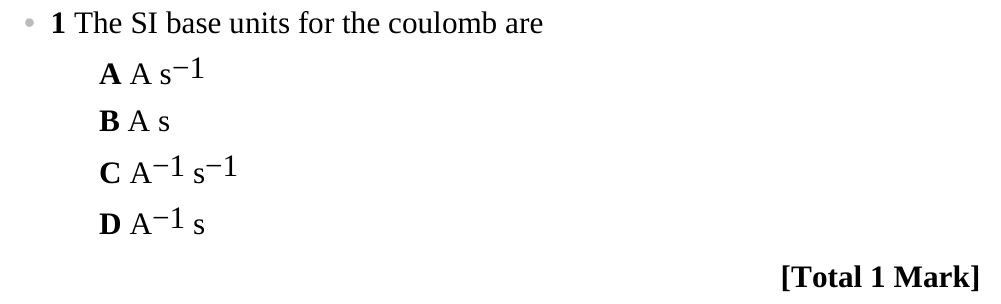 1 The SI base units for the coulomb are
A A s⁻¹
B A s
C A⁻¹ s⁻¹
D A⁻¹ s
[Total 1 Mark]